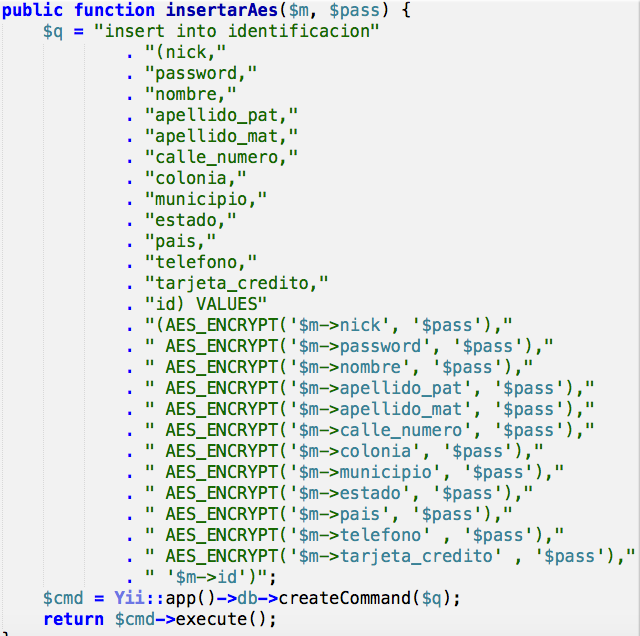 public function insertarAes($m, $pass) {
$q = "insert into identificacion"
. "(nick,"
. "password,"
. "nombre,"
. "apellido_pat,"
. "apellido_mat,"
. "calle_numero,"
. "colonia,"
. "municipio,"
. "estado,"
. "pais,"
. "telefono,"
. "tarjeta_credito,"
. "id) VALUES"
. "(AES_ENCRYPT('$m->nick', '$pass'),"
. " AES_ENCRYPT('$m->password', '$pass'),"
. " AES_ENCRYPT('$m->nombre', '$pass'),"
. " AES_ENCRYPT('$m->apellido_pat', '$pass'),"
. " AES_ENCRYPT('$m->apellido_mat', '$pass'),"
. " AES_ENCRYPT('$m->calle_numero', '$pass'),"
. " AES_ENCRYPT('$m->colonia', '$pass'),"
. " AES_ENCRYPT('$m->municipio', '$pass'),"
. " AES_ENCRYPT('$m->estado', '$pass'),"
. " AES_ENCRYPT('$m->pais', '$pass'),"
. " AES_ENCRYPT('$m->telefono' , '$pass'),"
. " AES_ENCRYPT('$m->tarjeta_credito' , '$pass'),"
. " '$m->id')";
$cmd = Yii::app()->db->createCommand($q);
return $cmd->execute();
}